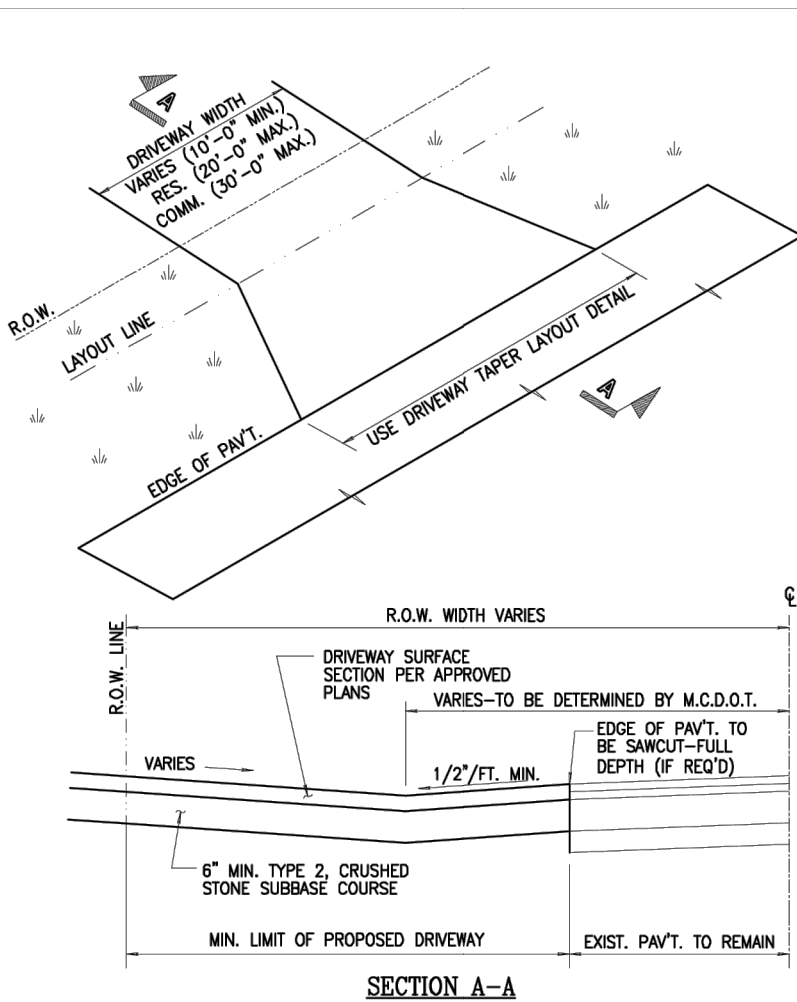 A
DRIVEWAY WIDTH
VARIES (10'-0" MIN.)
RES. (20'-0" MAX.)
COMM. (30'-0" MAX.)
R.O.W.
LAYOUT LINE
EDGE OF PAV'T.
USE DRIVEWAY TAPER LAYOUT DETAIL
A
R.O.W. LINE
R.O.W. WIDTH VARIES
℄
DRIVEWAY SURFACE
SECTION PER APPROVED
PLANS
VARIES-TO BE DETERMINED BY M.C.D.O.T.
EDGE OF PAV'T. TO
BE SAWCUT-FULL
DEPTH (IF REQ'D)
VARIES
1/2"/FT. MIN.
6" MIN. TYPE 2, CRUSHED
STONE SUBBASE COURSE
MIN. LIMIT OF PROPOSED DRIVEWAY
EXIST. PAV'T. TO REMAIN
SECTION A-A